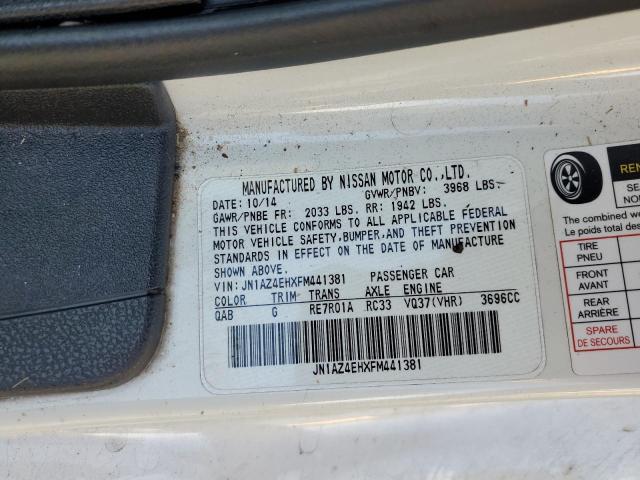 MANUFACTURED BY NISSAN MOTOR CO.,LTD.
DATE: 10/14 GVWR/PNBV: 3968 LBS.
GAWR/PNBE FR: 2033 LBS. RR: 1942 LBS.
THIS VEHICLE CONFORMS TO ALL APPLICABLE FEDERAL
MOTOR VEHICLE SAFETY,BUMPER,AND THEFT PREVENTION
STANDARDS IN EFFECT ON THE DATE OF MANUFACTURE
SHOWN ABOVE.
VIN: JN1AZ4EHXFM441381 PASSENGER CAR
COLOR TRIM TRANS AXLE ENGINE
QAB G RE7R01A RC33 VQ37(VHR) 3696CC
JN1AZ4EHXFM441381
The combined we
Le poids total des
TIRE
PNEU
FRONT
AVANT
REAR
ARRIÈRE
SPARE
DE SECOURS